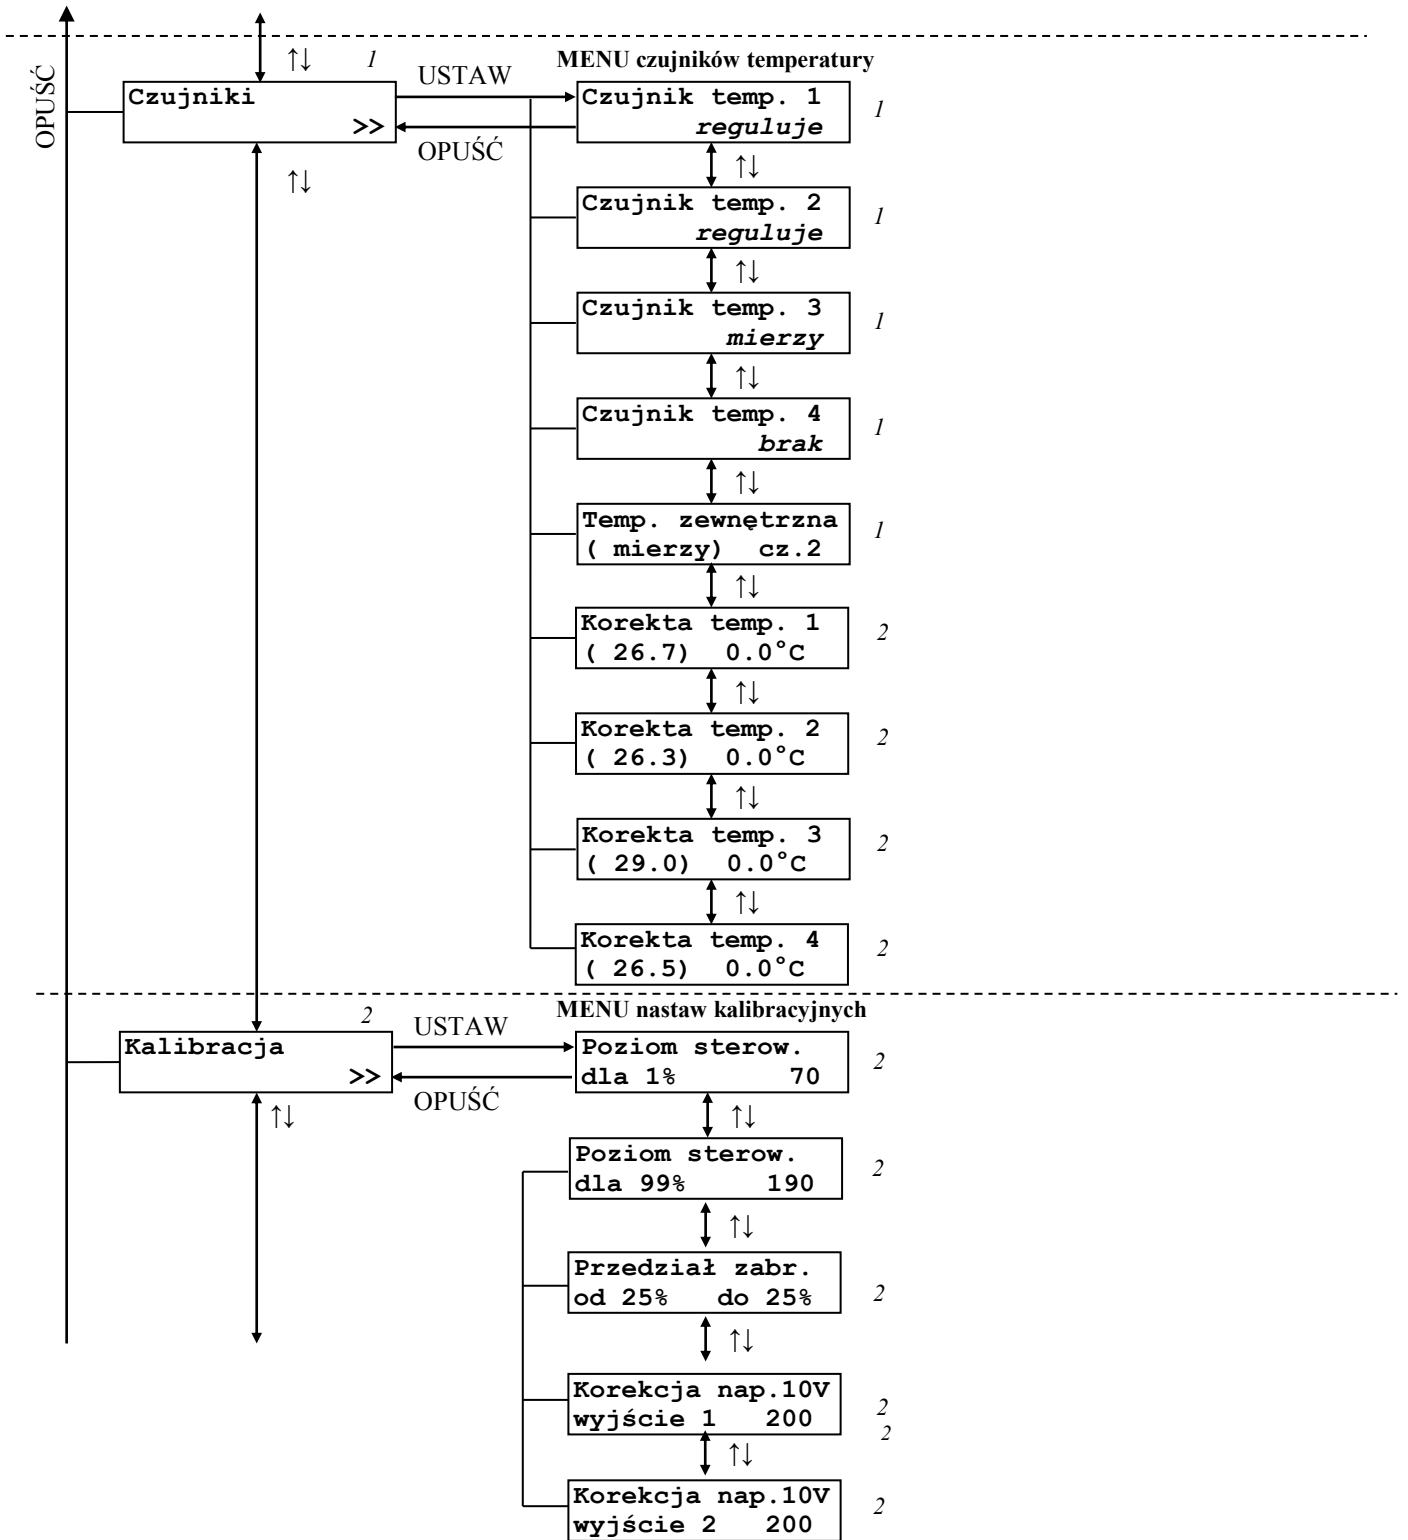 OPUŚĆ
↑↓ 1
USTAW
MENU czujników temperatury
Czujniki
>>
OPUŚĆ
↑↓
Czujnik temp. 1
reguluje
1
↑↓
Czujnik temp. 2
reguluje
1
↑↓
Czujnik temp. 3
mierzy
1
↑↓
Czujnik temp. 4
brak
1
↑↓
Temp. zewnętrzna
( mierzy) cz.2
1
↑↓
Korekta temp. 1
( 26.7) 0.0°C
2
↑↓
Korekta temp. 2
( 26.3) 0.0°C
2
↑↓
Korekta temp. 3
( 29.0) 0.0°C
2
↑↓
Korekta temp. 4
( 26.5) 0.0°C
2
2
USTAW
MENU nastaw kalibracyjnych
Kalibracja
>>
OPUŚĆ
↑↓
Poziom sterow.
dla 1% 70
2
↑↓
Poziom sterow.
dla 99% 190
2
↑↓
Przedział zabr.
od 25% do 25%
2
↑↓
Korekcja nap.10V
wyjście 1 200
2
2
↑↓
Korekcja nap.10V
wyjście 2 200
2